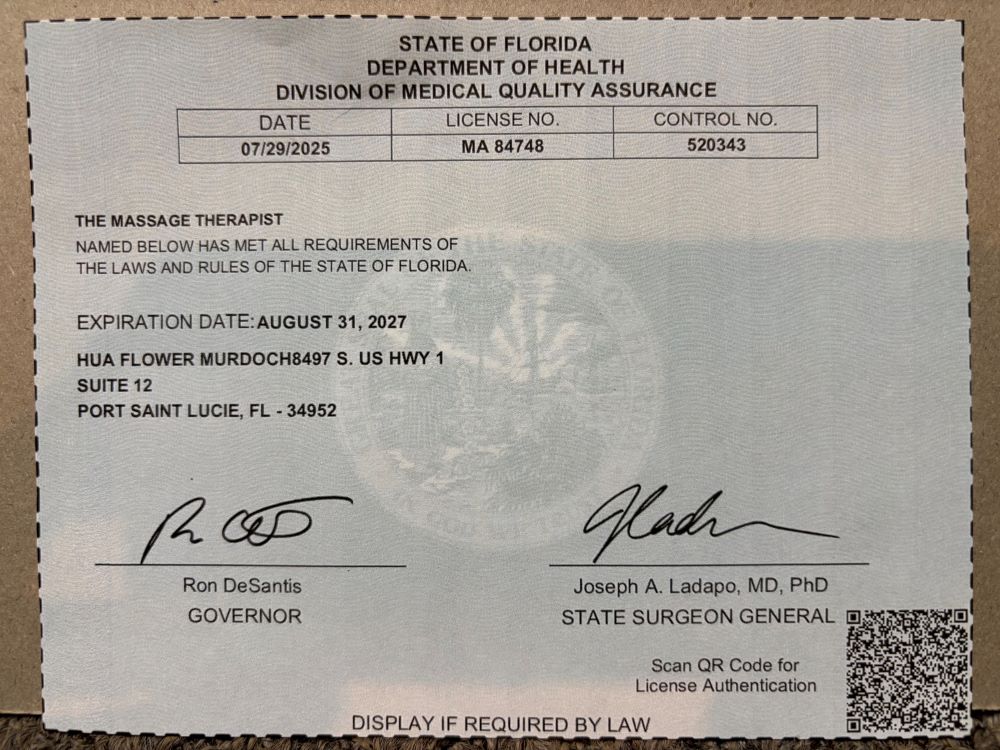 STATE OF FLORIDA
DEPARTMENT OF HEALTH
DIVISION OF MEDICAL QUALITY ASSURANCE
DATE LICENSE NO. CONTROL NO.
07/29/2025 MA 84748 520343
THE MASSAGE THERAPIST
NAMED BELOW HAS MET ALL REQUIREMENTS OF
THE LAWS AND RULES OF THE STATE OF FLORIDA.
EXPIRATION DATE: AUGUST 31, 2027
HUA FLOWER MURDOCH8497 S. US HWY 1
SUITE 12
PORT SAINT LUCIE, FL - 34952
Ron DeSantis
GOVERNOR
Joseph A. Ladapo, MD, PhD
STATE SURGEON GENERAL
Scan QR Code for
License Authentication
DISPLAY IF REQUIRED BY LAW